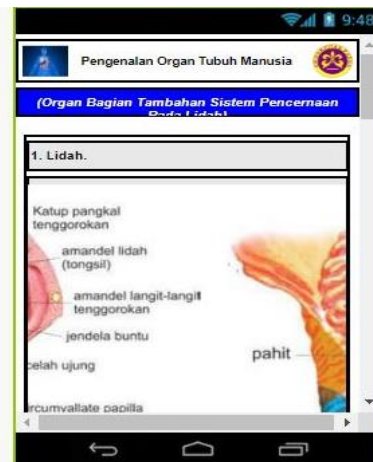 9:48
Pengenalan Organ Tubuh Manusia
(Organ Bagian Tambahan Sistem Pencernaan
Pada Lidah)
1. Lidah.
Katup pangkal
tenggorokan
amandel lidah
(tongsil)
amandel langit-langit
tenggorokan
jendela buntu
celah ujung
ircumvallate papilla
pahit